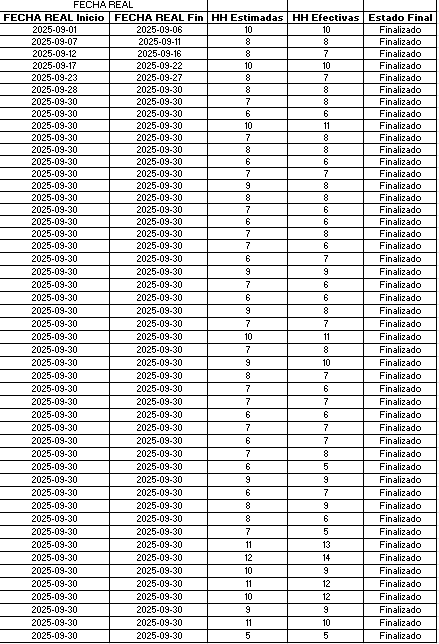 FECHA REAL
FECHA REAL Inicio FECHA REAL Fin HH Estimadas HH Efectivas Estado Final
2025-09-01 2025-09-06 10 10 Finalizado
2025-09-07 2025-09-11 8 8 Finalizado
2025-09-12 2025-09-16 8 7 Finalizado
2025-09-17 2025-09-22 10 10 Finalizado
2025-09-23 2025-09-27 8 7 Finalizado
2025-09-28 2025-09-30 8 8 Finalizado
2025-09-30 2025-09-30 7 8 Finalizado
2025-09-30 2025-09-30 6 6 Finalizado
2025-09-30 2025-09-30 10 11 Finalizado
2025-09-30 2025-09-30 7 8 Finalizado
2025-09-30 2025-09-30 8 8 Finalizado
2025-09-30 2025-09-30 6 6 Finalizado
2025-09-30 2025-09-30 7 7 Finalizado
2025-09-30 2025-09-30 9 8 Finalizado
2025-09-30 2025-09-30 8 8 Finalizado
2025-09-30 2025-09-30 7 6 Finalizado
2025-09-30 2025-09-30 6 6 Finalizado
2025-09-30 2025-09-30 7 8 Finalizado
2025-09-30 2025-09-30 7 6 Finalizado
2025-09-30 2025-09-30 6 7 Finalizado
2025-09-30 2025-09-30 9 9 Finalizado
2025-09-30 2025-09-30 7 6 Finalizado
2025-09-30 2025-09-30 6 6 Finalizado
2025-09-30 2025-09-30 9 8 Finalizado
2025-09-30 2025-09-30 7 7 Finalizado
2025-09-30 2025-09-30 10 11 Finalizado
2025-09-30 2025-09-30 7 8 Finalizado
2025-09-30 2025-09-30 9 10 Finalizado
2025-09-30 2025-09-30 8 7 Finalizado
2025-09-30 2025-09-30 7 6 Finalizado
2025-09-30 2025-09-30 7 7 Finalizado
2025-09-30 2025-09-30 6 6 Finalizado
2025-09-30 2025-09-30 7 7 Finalizado
2025-09-30 2025-09-30 6 7 Finalizado
2025-09-30 2025-09-30 7 8 Finalizado
2025-09-30 2025-09-30 6 5 Finalizado
2025-09-30 2025-09-30 9 9 Finalizado
2025-09-30 2025-09-30 6 7 Finalizado
2025-09-30 2025-09-30 8 9 Finalizado
2025-09-30 2025-09-30 8 6 Finalizado
2025-09-30 2025-09-30 7 5 Finalizado
2025-09-30 2025-09-30 11 13 Finalizado
2025-09-30 2025-09-30 12 14 Finalizado
2025-09-30 2025-09-30 10 9 Finalizado
2025-09-30 2025-09-30 11 12 Finalizado
2025-09-30 2025-09-30 10 12 Finalizado
2025-09-30 2025-09-30 9 9 Finalizado
2025-09-30 2025-09-30 11 10 Finalizado
2025-09-30 2025-09-30 5 5 Finalizado